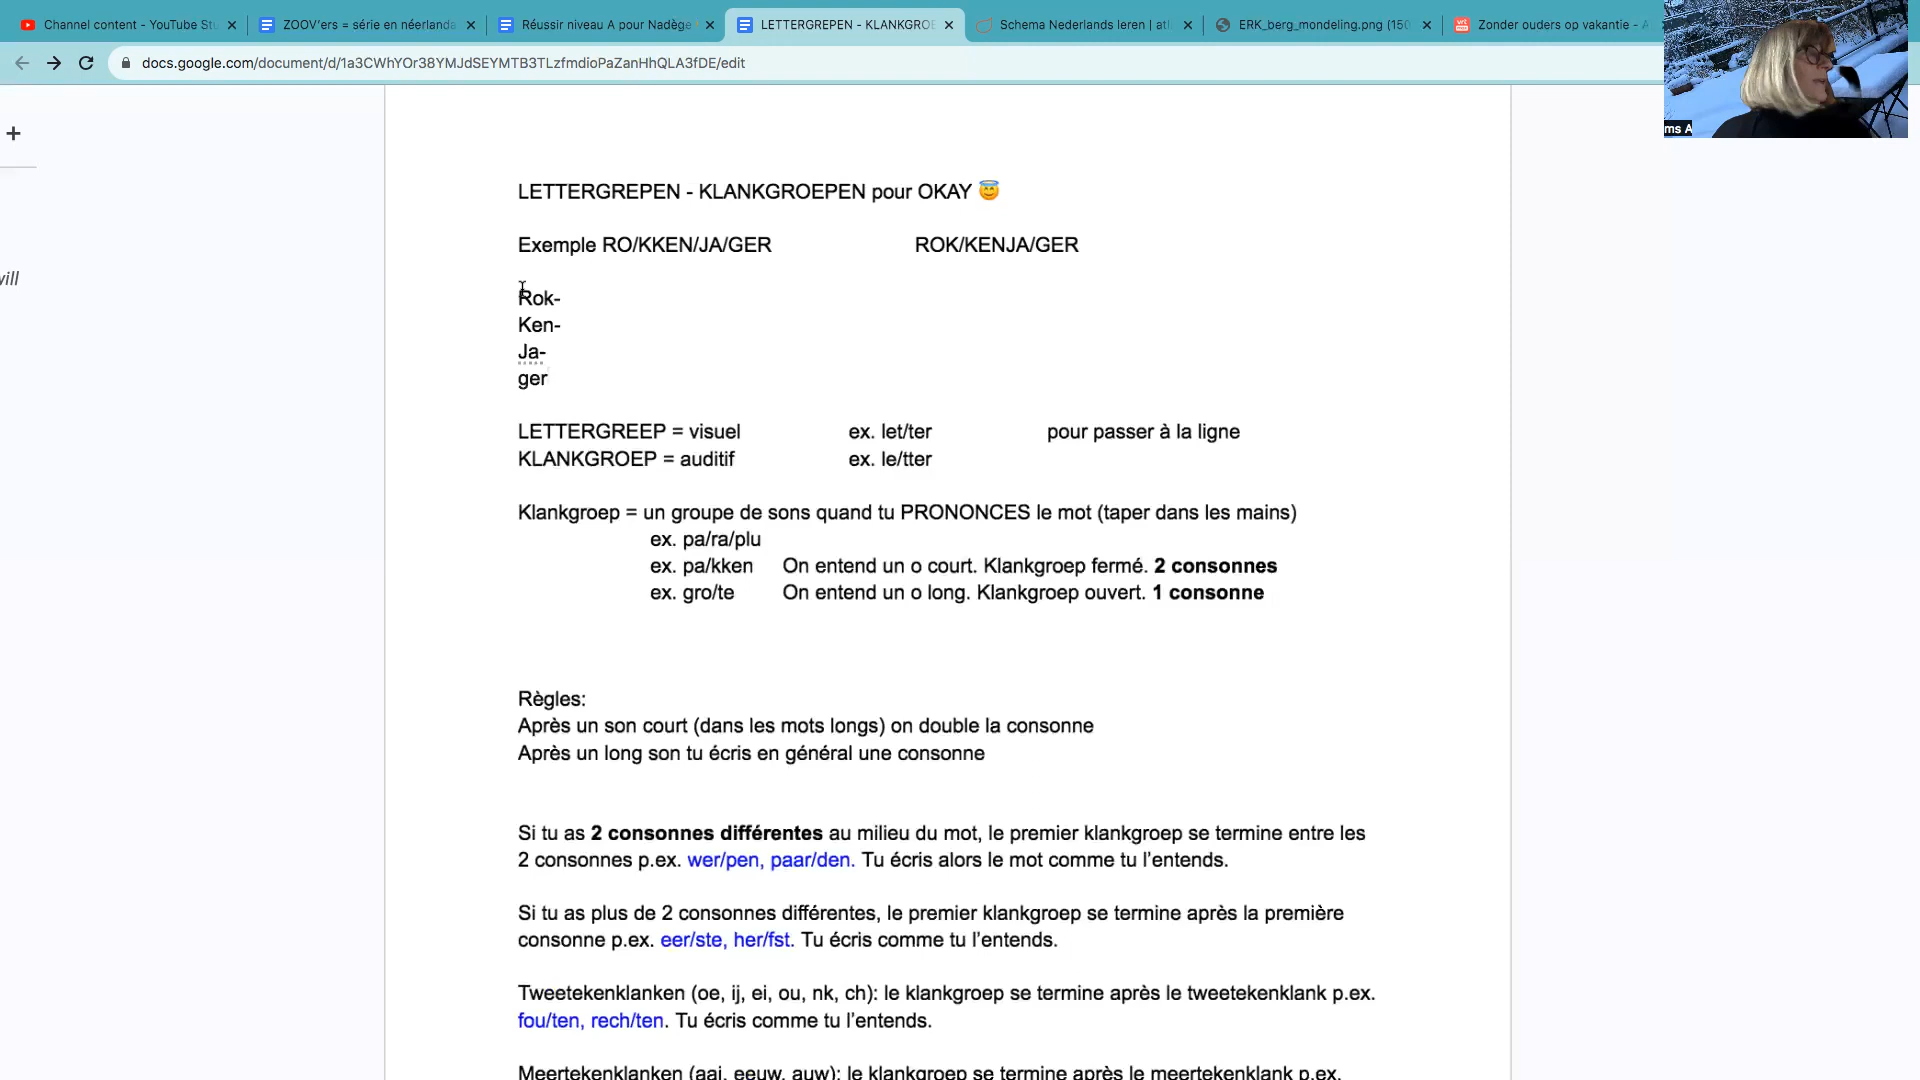 Channel content - YouTube Stu
ZOOV'ers = série en néerlanda
Réussir niveau A pour Nadège
LETTERGREPEN - KLANKGROE
Schema Nederlands leren | atl
ERK_berg_mondeling.png (150
Zonder ouders op vakantie - A
docs.google.com/document/d/1a3CWhYOr38YMJdSEYMTB3TLzfmdioPaZanHhQLA3fDE/edit
ms A
will
LETTERGREPEN - KLANKGROEPEN pour OKAY 😇
Exemple RO/KKEN/JA/GER ROK/KENJA/GER
Rok-
Ken-
Ja-
ger
LETTERGREEP = visuel ex. let/ter pour passer à la ligne
KLANKGROEP = auditif ex. le/tter
Klankgroep = un groupe de sons quand tu PRONONCES le mot (taper dans les mains)
ex. pa/ra/plu
ex. pa/kken On entend un o court. Klankgroep fermé. 2 consonnes
ex. gro/te On entend un o long. Klankgroep ouvert. 1 consonne
Règles:
Après un son court (dans les mots longs) on double la consonne
Après un long son tu écris en général une consonne
Si tu as 2 consonnes différentes au milieu du mot, le premier klankgroep se termine entre les
2 consonnes p.ex. wer/pen, paar/den. Tu écris alors le mot comme tu l'entends.
Si tu as plus de 2 consonnes différentes, le premier klankgroep se termine après la première
consonne p.ex. eer/ste, her/fst. Tu écris comme tu l'entends.
Tweetekenklanken (oe, ij, ei, ou, nk, ch): le klankgroep se termine après le tweetekenklank p.ex.
fou/ten, rech/ten. Tu écris comme tu l'entends.
Meertekenklanken (aai, eeuw, auw): le klankgroep se termine après le meertekenklank p.ex.